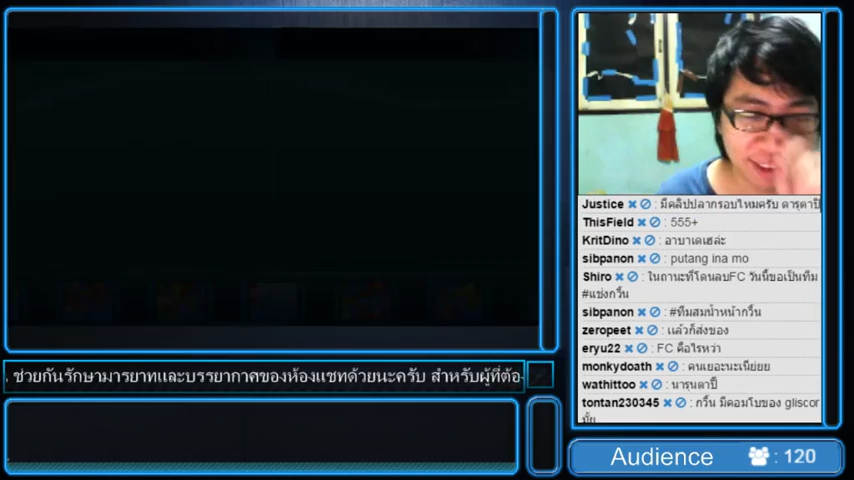 Justice : มีคลิปปลากรอบไหมครับ ดารุดาปี
ThisField : 555+
KritDino : อาบาเดเฮล่ะ
sibpanon : putang ina mo
Shiro : ในถานะที่โดนลบFC วันนี้ขอเป็นทีม
#แช่งกวิ้น
sibpanon : #ทีมสมน้ำหน้ากวิ้น
zeropeet : แล้วก็ส่งของ
eryu22 : FC คือไรหว่า
monkydoath : คนเยอะนะเนี่ยยย
wathittoo : นารุนดาปี้
tontan230345 : กวิ้น มีคอมโบของ gliscor
ช่วยกันรักษามารยาทและบรรยากาศของห้องแชทด้วยนะครับ สำหรับผู้ที่ต้อ
Audience : 120